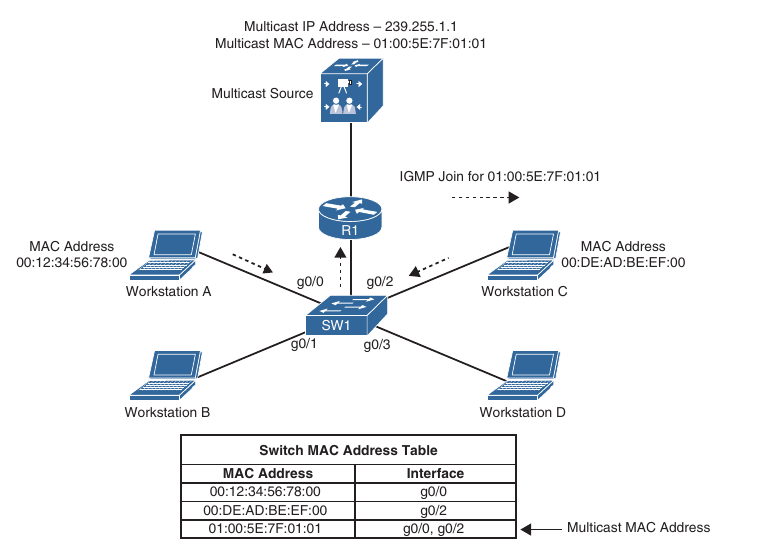 Multicast IP Address – 239.255.1.1
Multicast MAC Address – 01:00:5E:7F:01:01
Multicast Source
IGMP Join for 01:00:5E:7F:01:01
R1
MAC Address
00:12:34:56:78:00
Workstation A
MAC Address
00:DE:AD:BE:EF:00
Workstation C
g0/0
g0/2
SW1
g0/1
g0/3
Workstation B
Workstation D
Switch MAC Address Table
MAC Address Interface
00:12:34:56:78:00 g0/0
00:DE:AD:BE:EF:00 g0/2
01:00:5E:7F:01:01 g0/0, g0/2
Multicast MAC Address